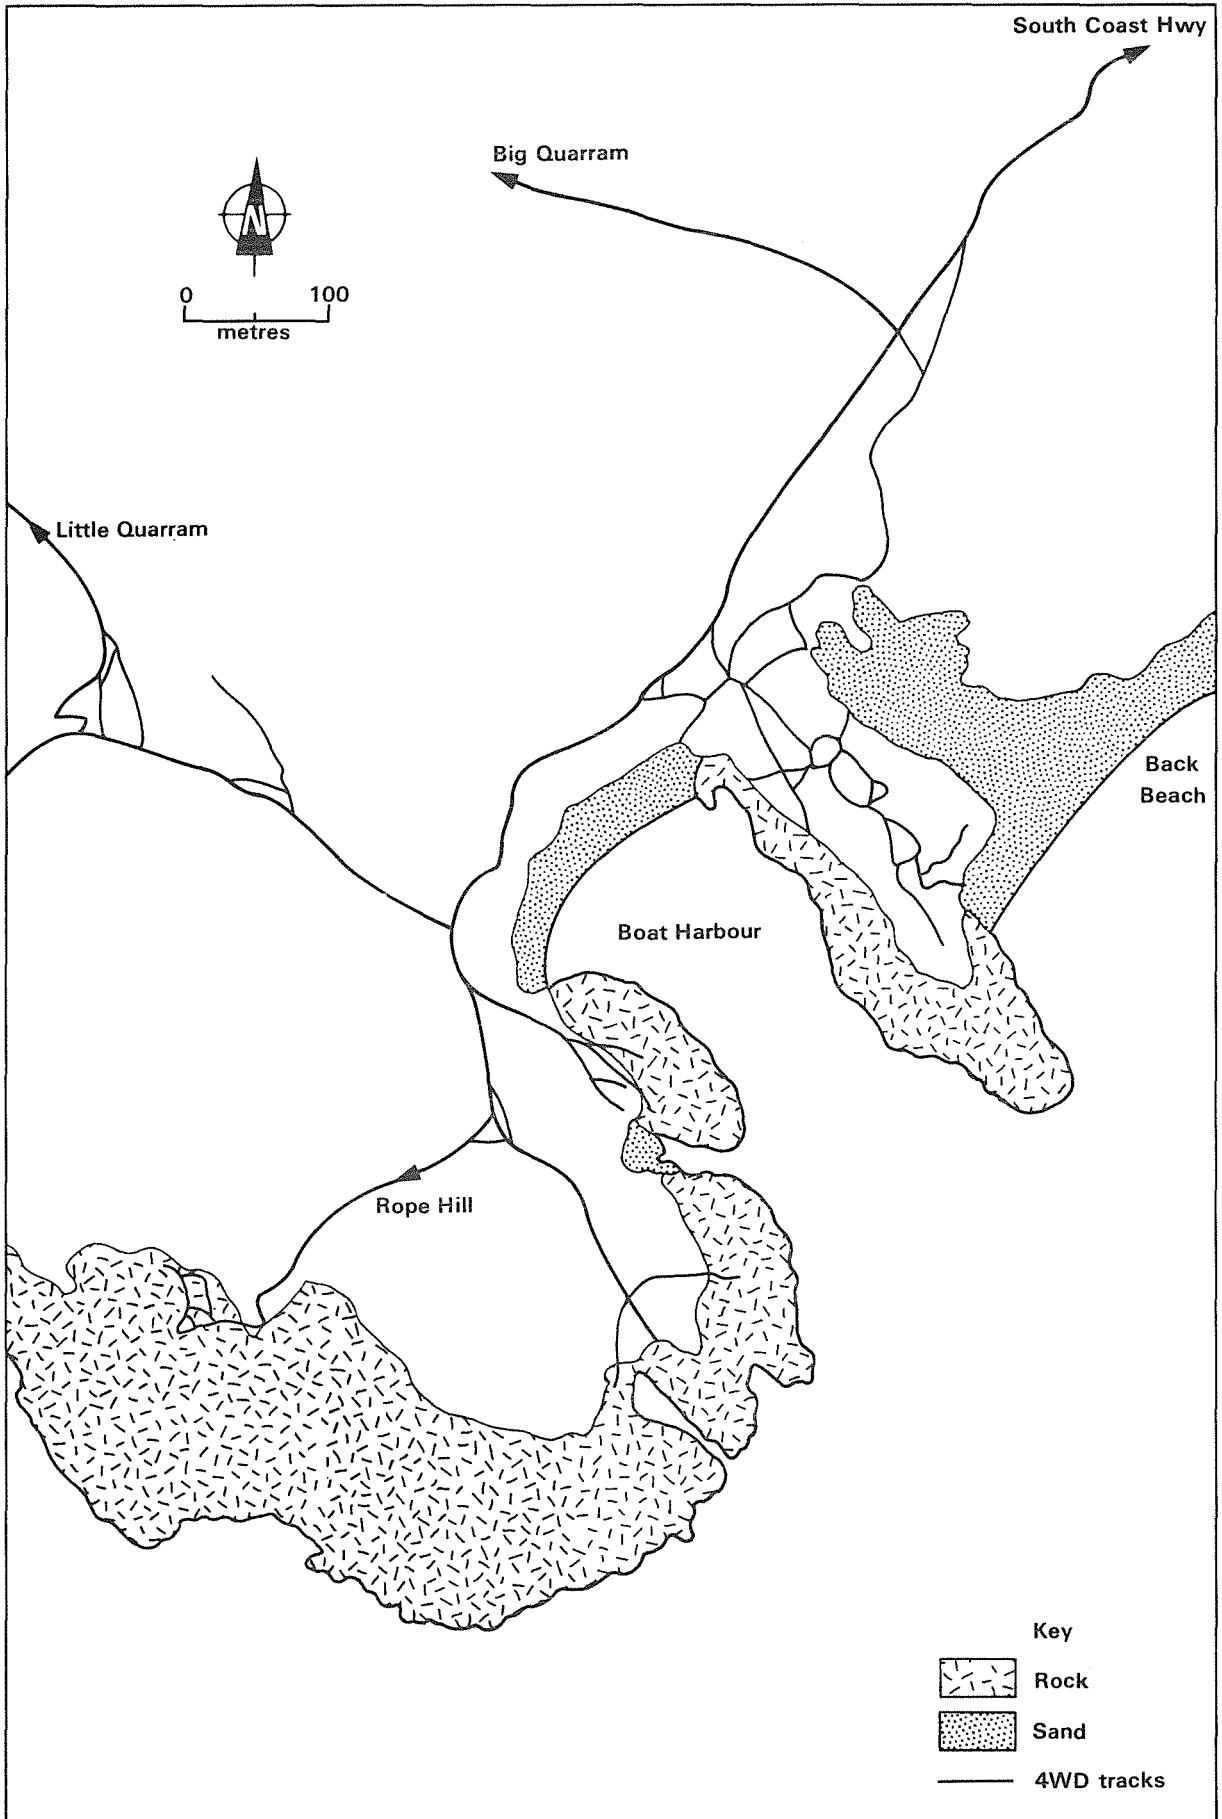 South Coast Hwy
Big Quarram
N
0 100
metres
Little Quarram
Back
Beach
Boat Harbour
Rope Hill
Key
Rock
Sand
4WD tracks